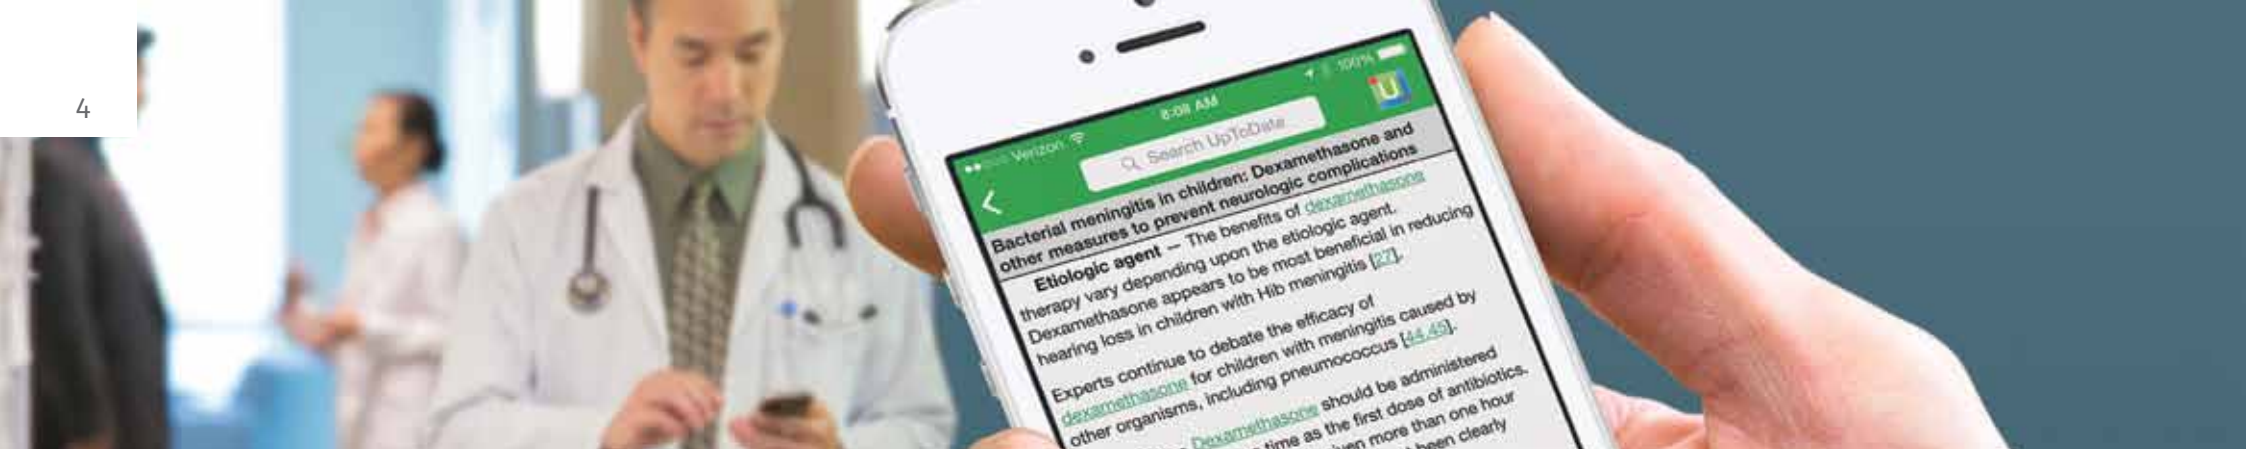 4
Verizon
8:08 AM
100%
U
Search UpToDate
Bacterial meningitis in children: Dexamethasone and
other measures to prevent neurologic complications
Etiologic agent — The benefits of dexamethasone
therapy vary depending upon the etiologic agent.
Dexamethasone appears to be most beneficial in reducing
hearing loss in children with Hib meningitis [27].
Experts continue to debate the efficacy of
dexamethasone for children with meningitis caused by
other organisms, including pneumococcus [44,45].
Dexamethasone should be administered
time as the first dose of antibiotics.
more than one hour
been clearly